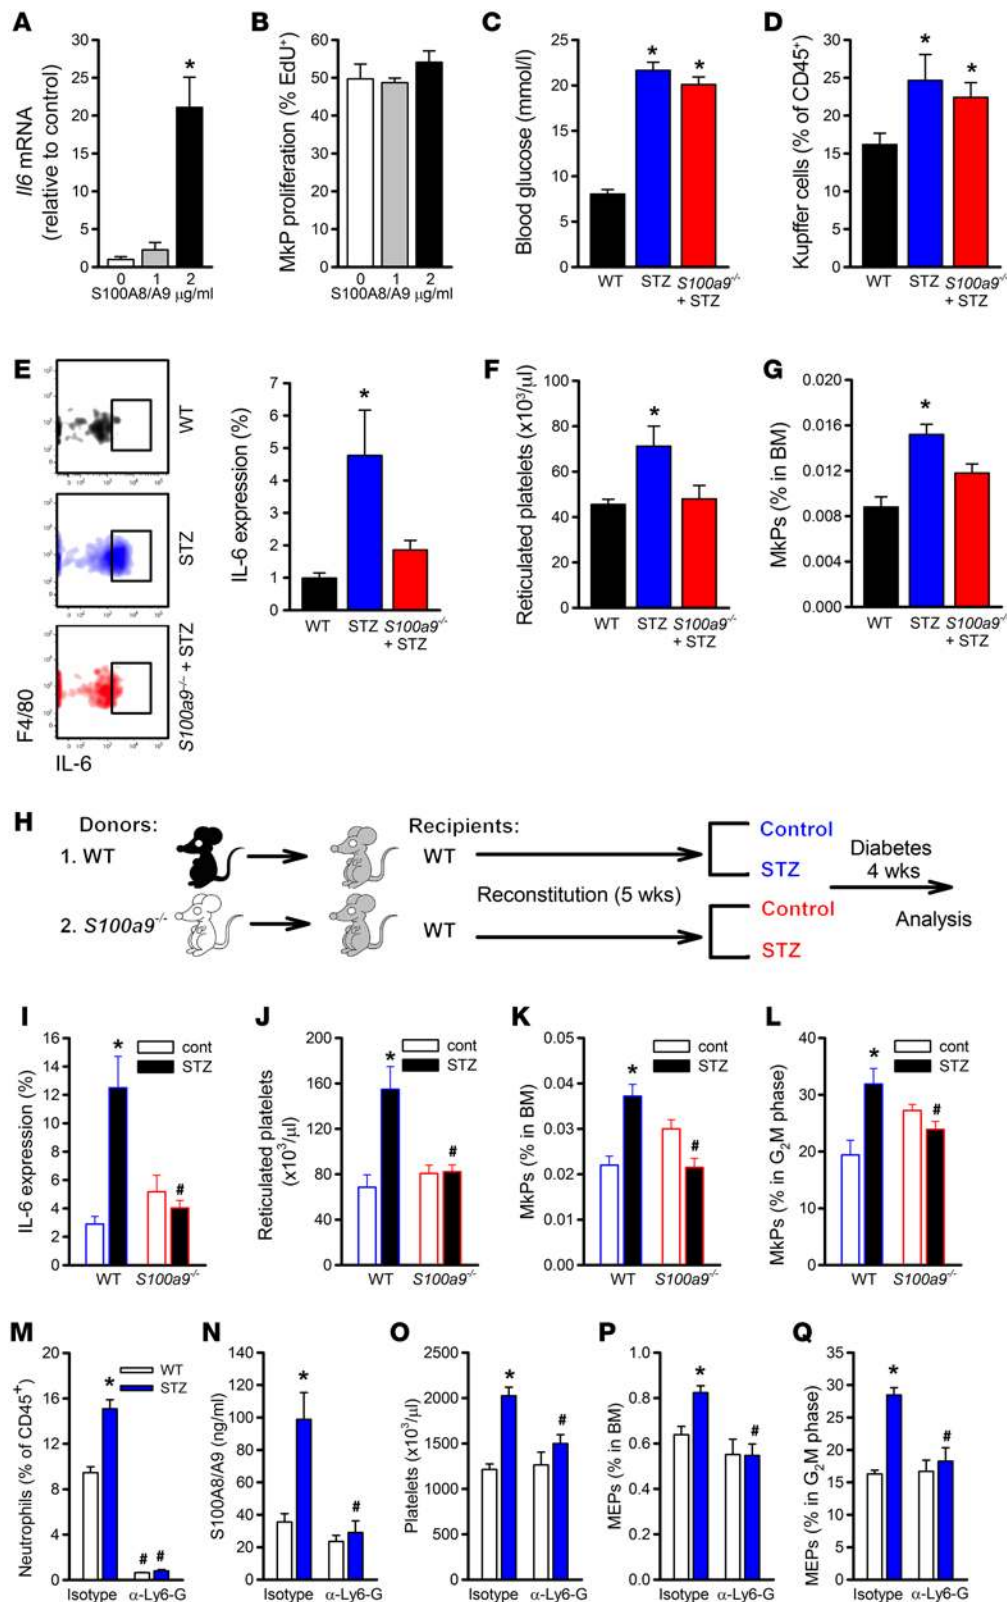 A
Il6 mRNA
(relative to control)
30
25
20
15
10
5
0
*
0 1 2
S100A8/A9 µg/ml
B
MkP proliferation (% EdU+)
60
50
40
30
20
10
0
0 1 2
S100A8/A9 µg/ml
C
Blood glucose (mmol/l)
25
20
15
10
5
0
* *
WT STZ S100a9-/-
+ STZ
D
Kupffer cells (% of CD45+)
30
25
20
15
10
5
0
* *
WT STZ S100a9-/-
+ STZ
E
WT
STZ
S100a9-/- + STZ
F4/80
IL-6
IL-6 expression (%)
7
6
5
4
3
2
1
0
*
WT STZ S100a9-/-
+ STZ
F
Reticulated platelets (x10³/µl)
100
80
60
40
20
0
*
WT STZ S100a9-/-
+ STZ
G
MkPs (% in BM)
0.020
0.016
0.012
0.008
0.004
0.000
*
WT STZ S100a9-/-
+ STZ
H
Donors: Recipients:
1. WT WT
2. S100a9-/- WT
Reconstitution (5 wks)
Control
STZ
Control
STZ
Diabetes
4 wks
Analysis
I
IL-6 expression (%)
16
14
12
10
8
6
4
2
0
cont
STZ
* #
WT S100a9-/-
J
Reticulated platelets
(x10³/µl)
200
160
120
80
40
0
cont
STZ
* #
WT S100a9-/-
K
MkPs (% in BM)
0.05
0.04
0.03
0.02
0.01
0.00
cont
STZ
* #
WT S100a9-/-
L
MkPs (% in G2M phase)
40
30
20
10
0
cont
STZ
* #
WT S100a9-/-
M
Neutrophils (% of CD45+)
20
16
12
8
4
0
WT
STZ
* # #
Isotype α-Ly6-G
N
S100A8/A9 (ng/ml)
140
120
100
80
60
40
20
0
* #
Isotype α-Ly6-G
O
Platelets (x10³/µl)
2500
2000
1500
1000
500
0
* #
Isotype α-Ly6-G
P
MEPs (% in BM)
1.0
0.8
0.6
0.4
0.2
0.0
* #
Isotype α-Ly6-G
Q
MEPs (% in G2M phase)
35
30
25
20
15
10
5
0
* #
Isotype α-Ly6-G